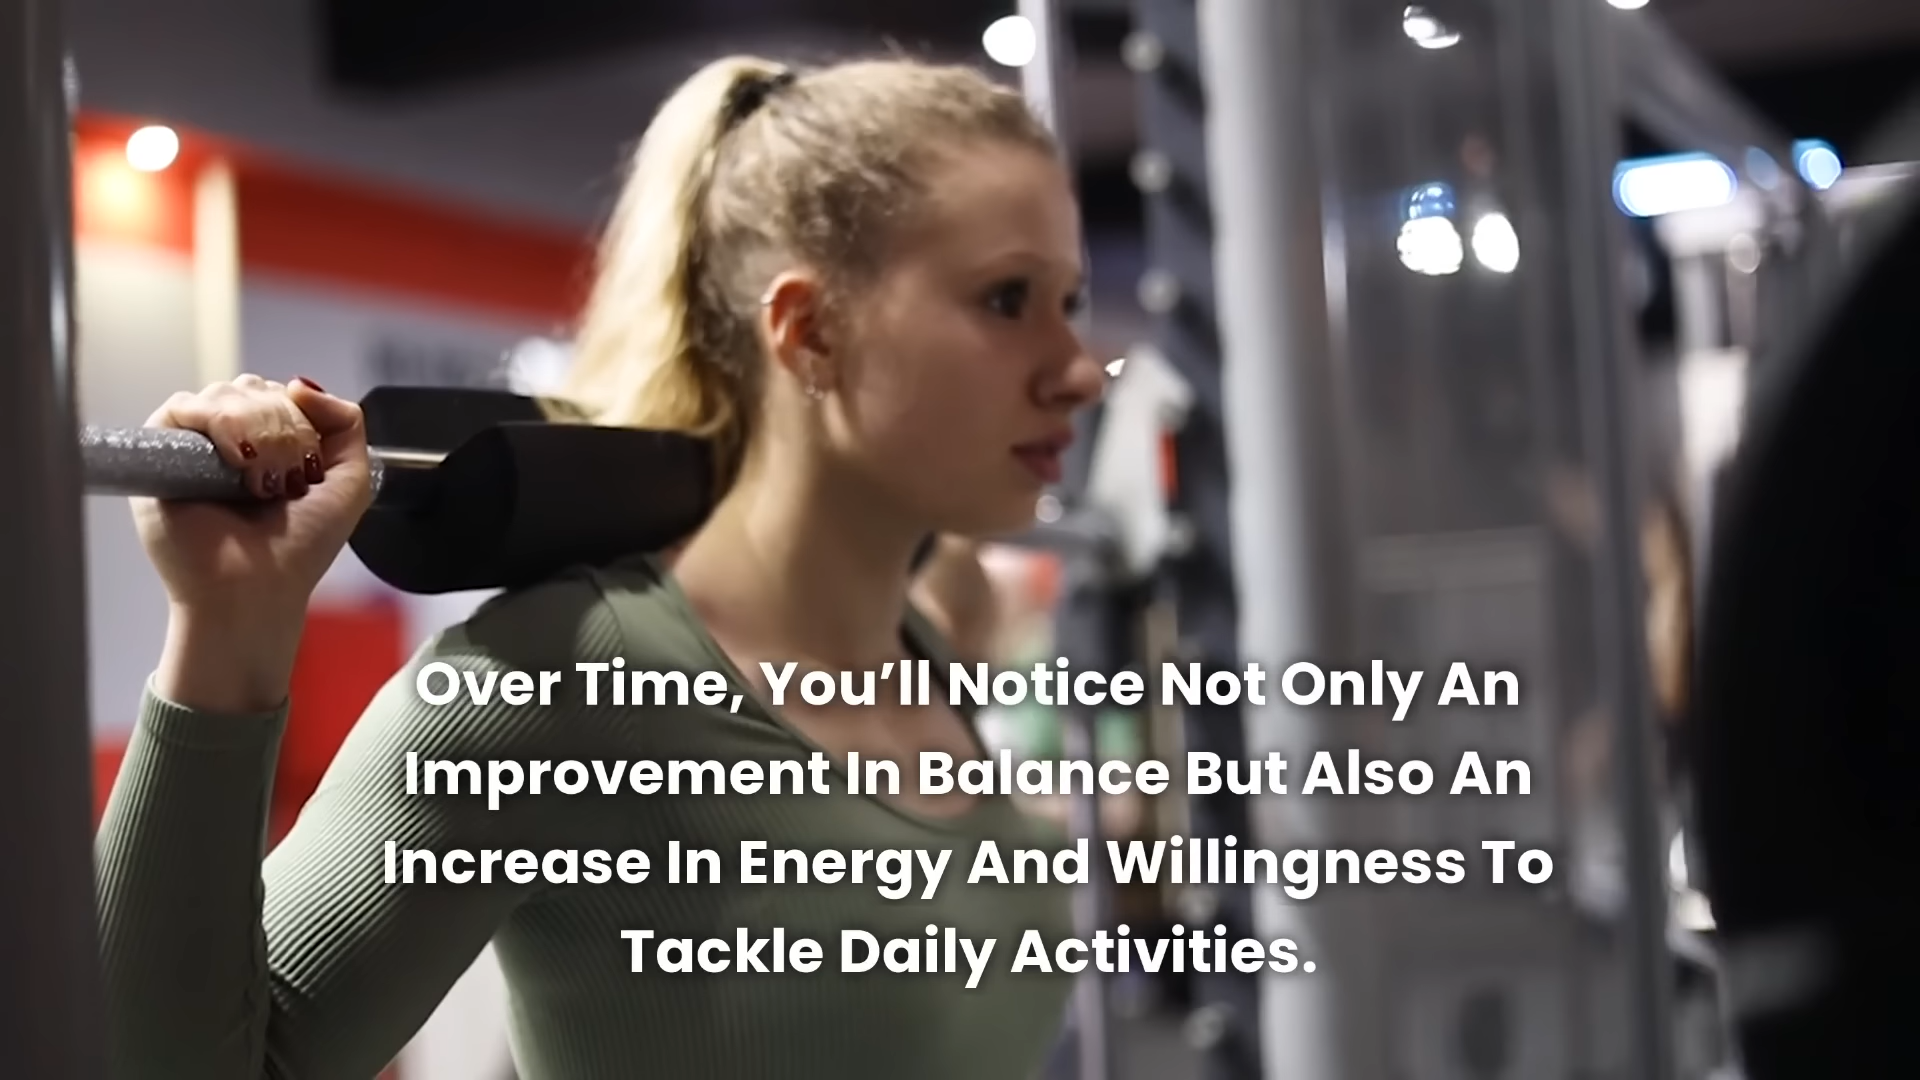 Over Time, You’ll Notice Not Only An
Improvement In Balance But Also An
Increase In Energy And Willingness To
Tackle Daily Activities.